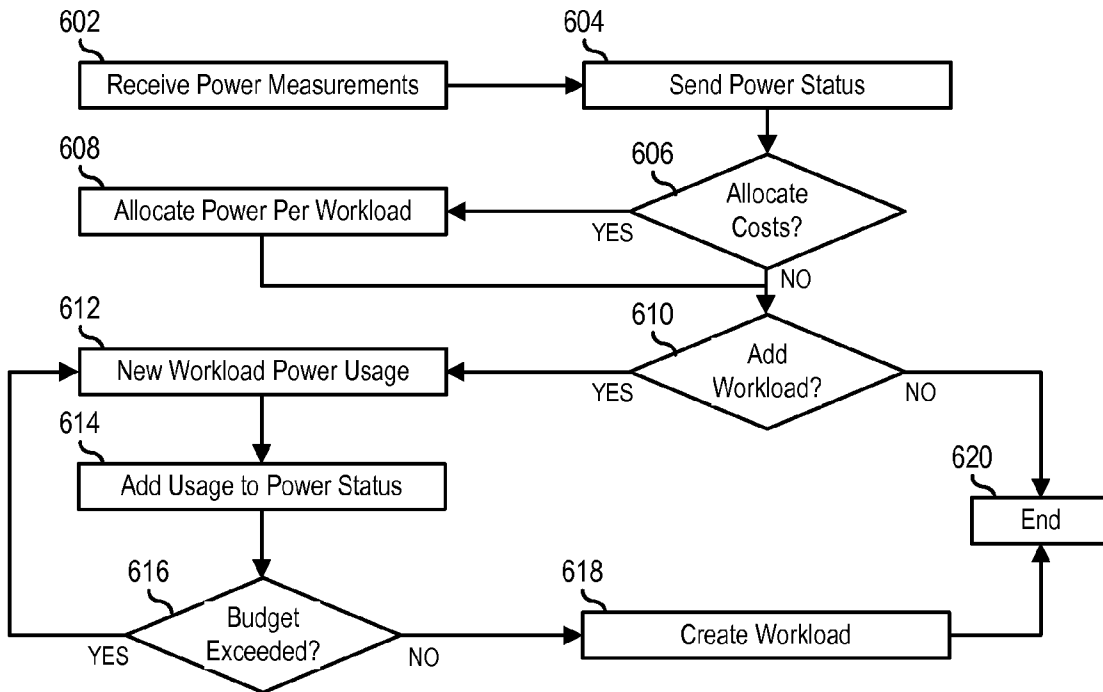 602
Receive Power Measurements
604
Send Power Status
606
Allocate
Costs?
YES
NO
608
Allocate Power Per Workload
610
Add
Workload?
YES
NO
612
New Workload Power Usage
614
Add Usage to Power Status
616
Budget
Exceeded?
YES
NO
618
Create Workload
620
End